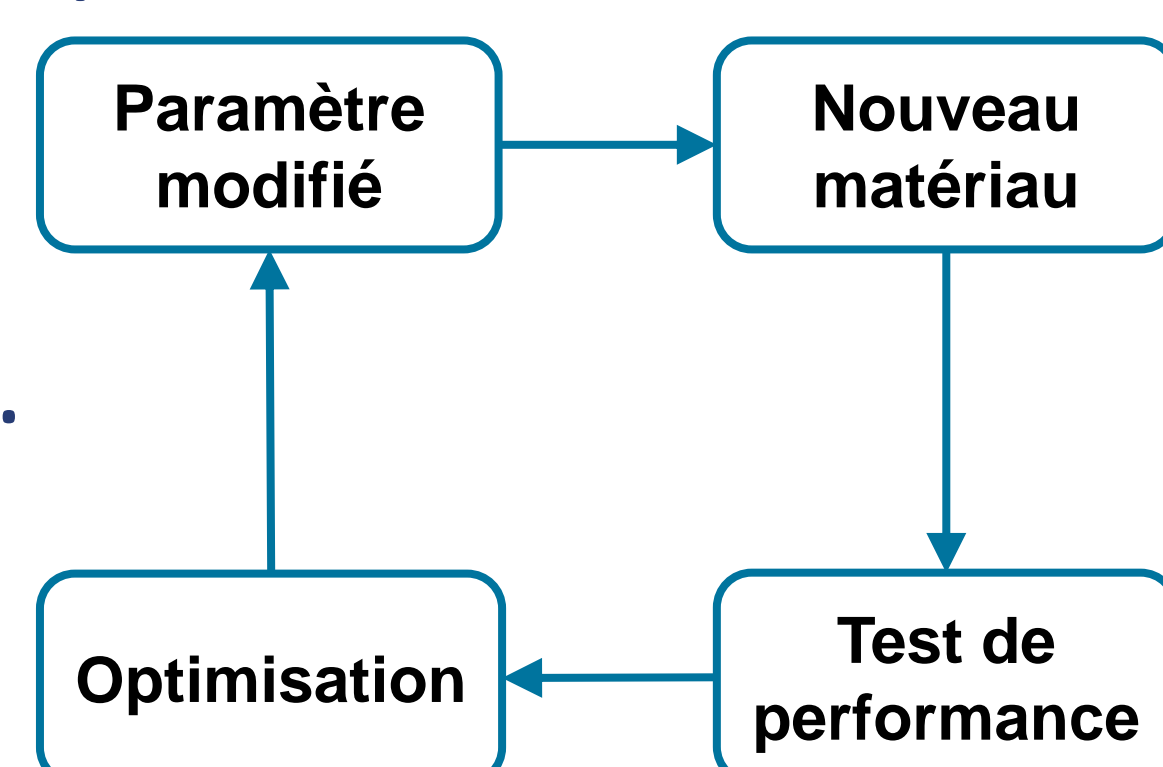 Paramètre
modifié
Nouveau
matériau
Optimisation
Test de
performance